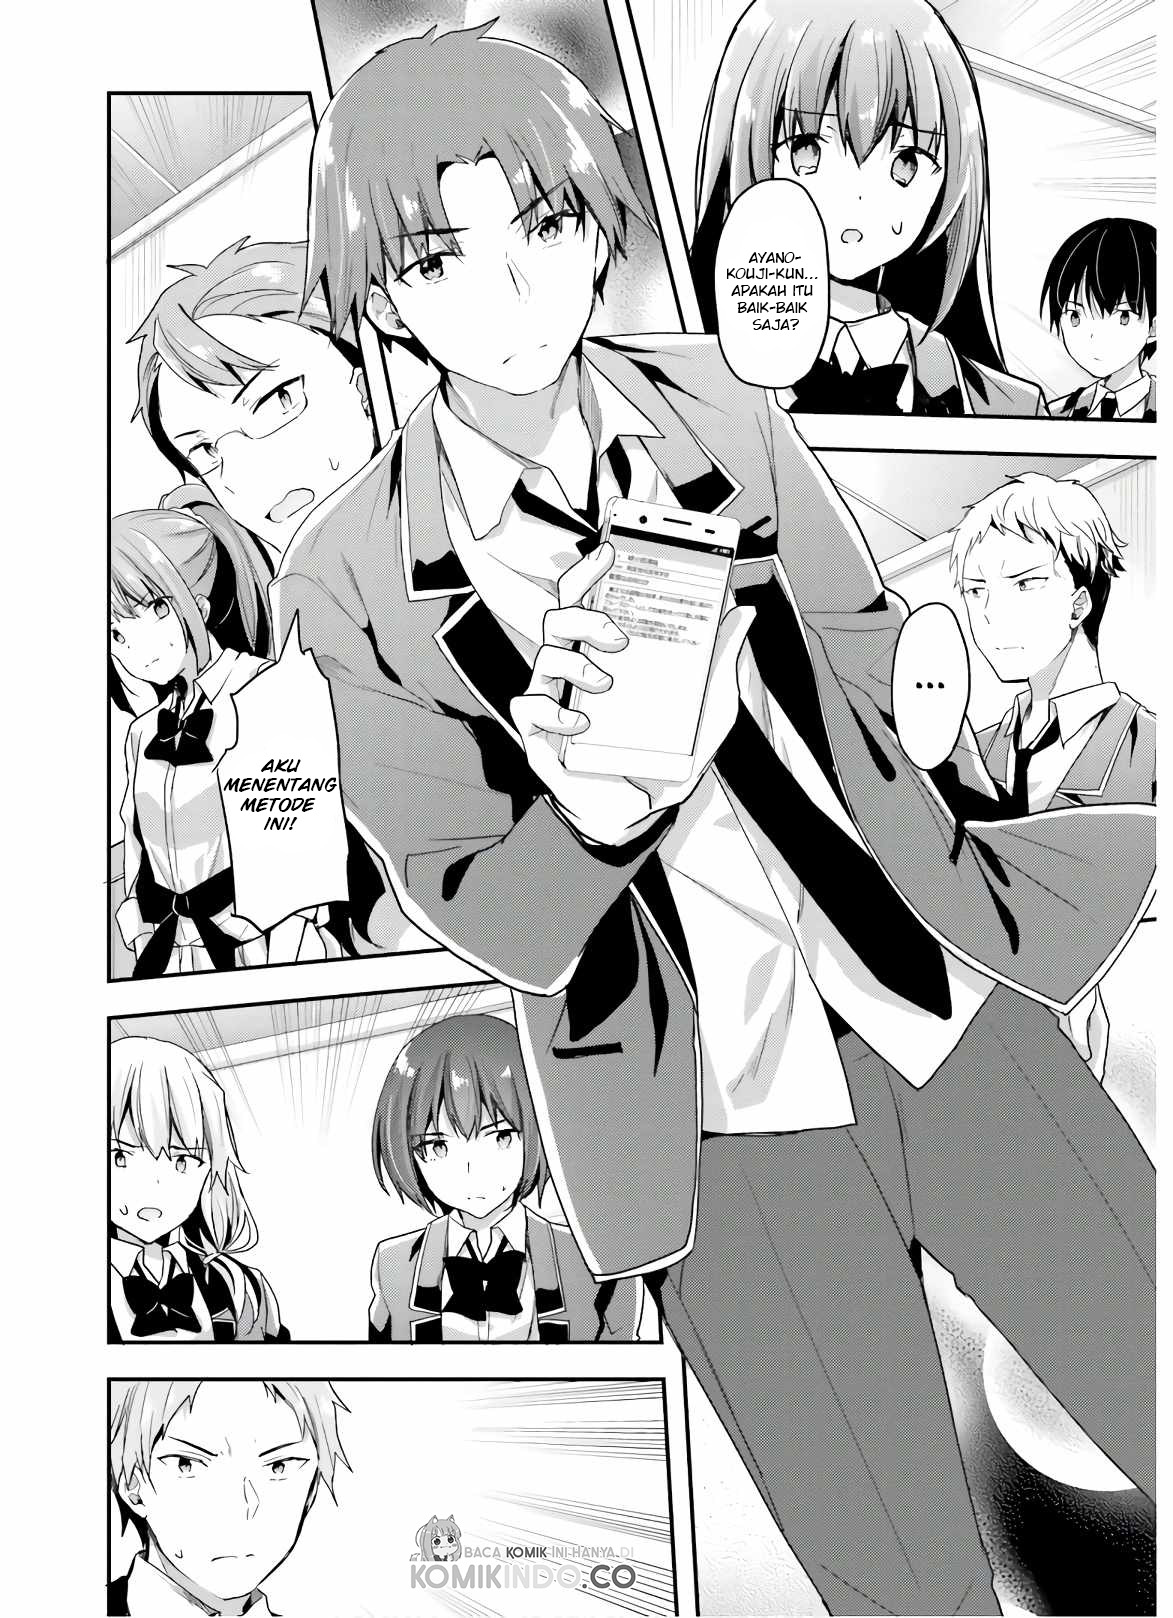 AYANO-
KOUJI-KUN...
APAKAH ITU
BAIK-BAIK
SAJA?
...
AKU
MENENTANG
METODE
INI!
BACA KOMIK INI HANYA DI
KOMIKINDO.CO